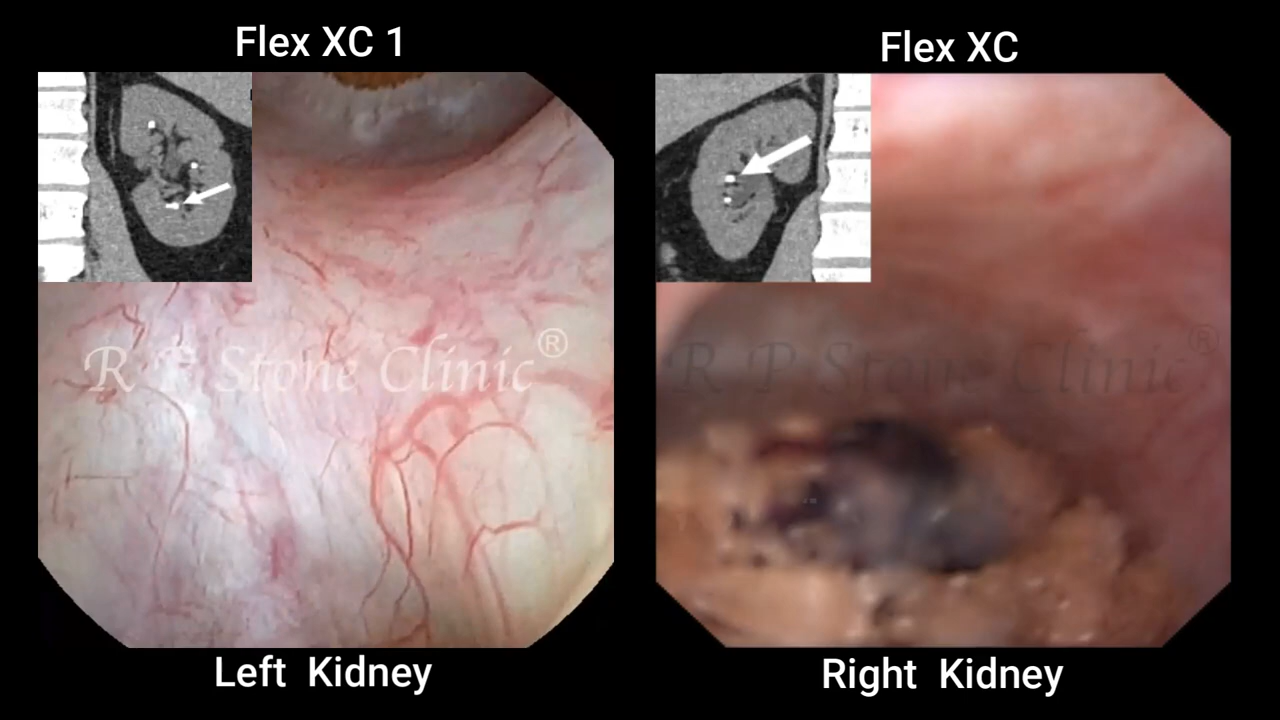 Flex XC 1
Flex XC
R P Stone Clinic®
R P Stone Clinic®
Left Kidney
Right Kidney